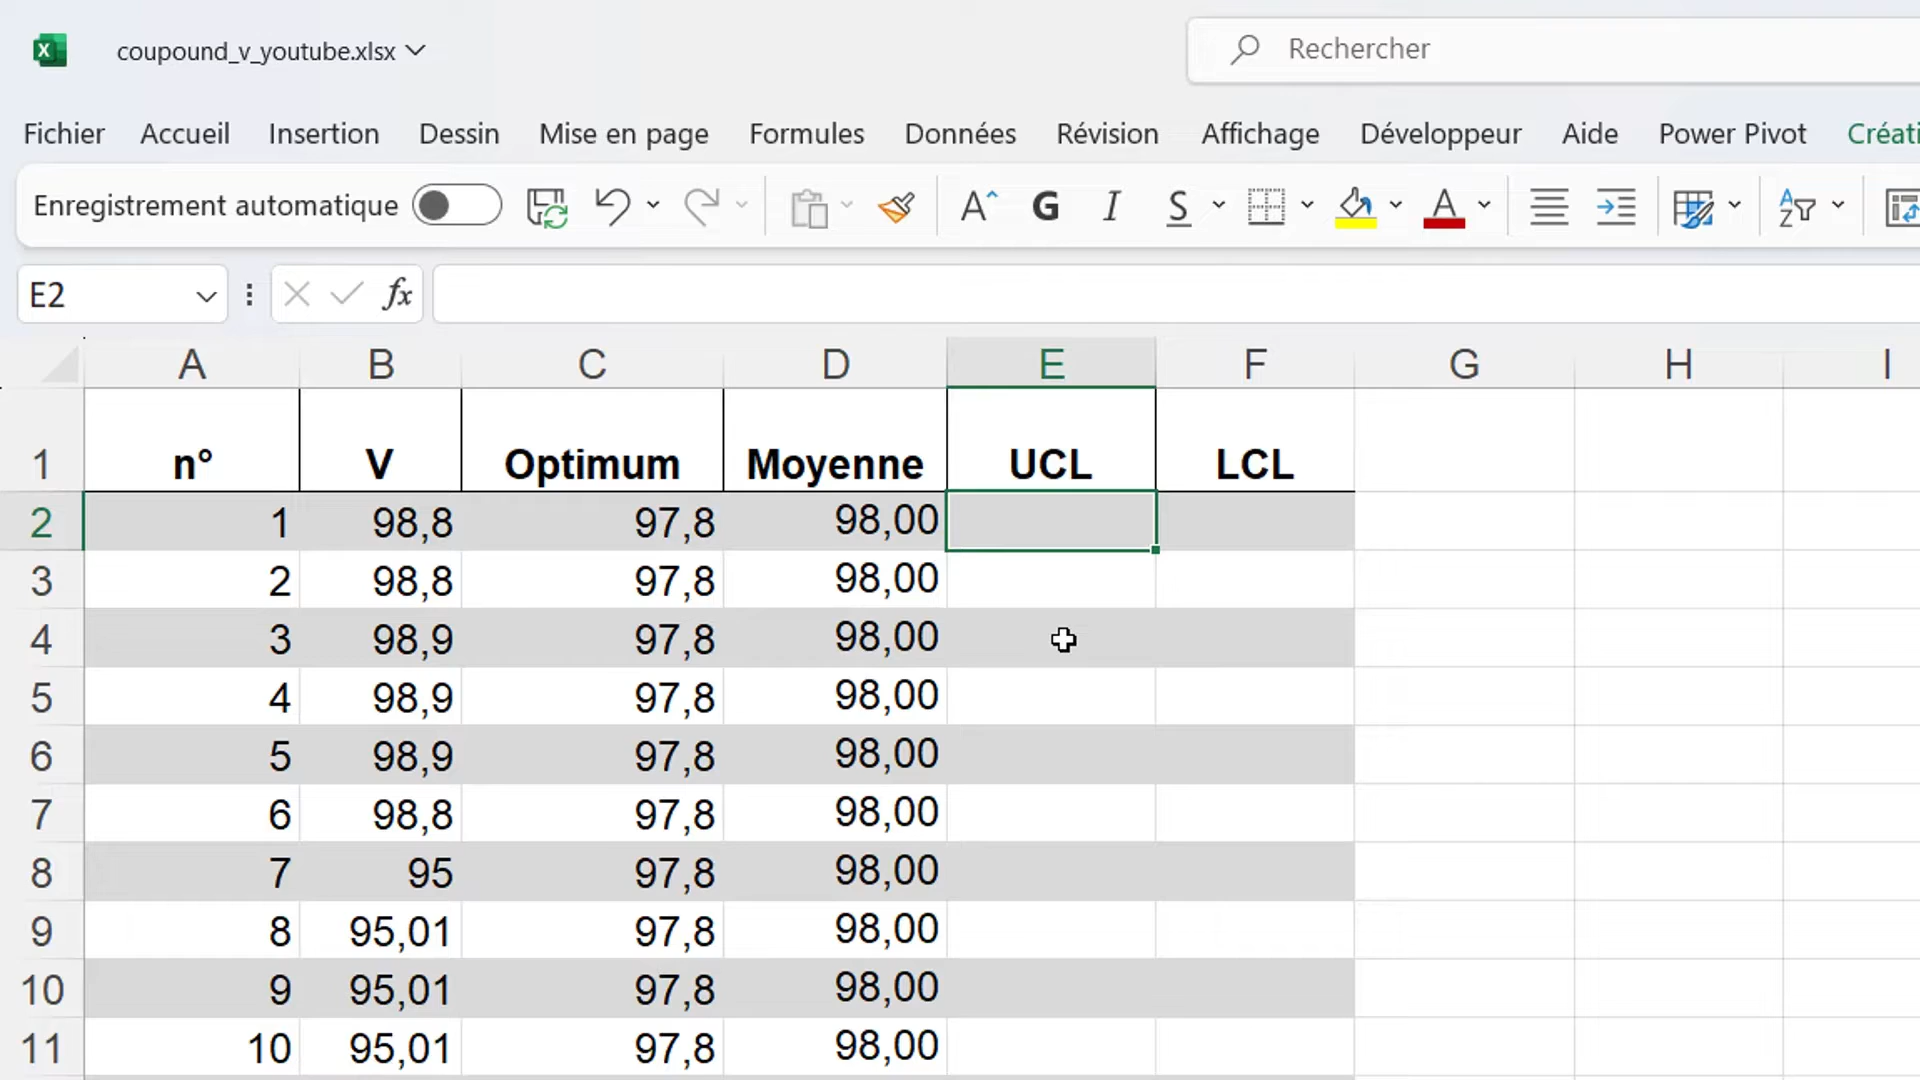 coupound_v_youtube.xlsx
Rechercher
Fichier Accueil Insertion Dessin Mise en page Formules Données Révision Affichage Développeur Aide Power Pivot Créati
Enregistrement automatique A G I S A AZ
E2 fx
A B C D E F G H I
1 n° V Optimum Moyenne UCL LCL
2 1 98,8 97,8 98,00
3 2 98,8 97,8 98,00
4 3 98,9 97,8 98,00
5 4 98,9 97,8 98,00
6 5 98,9 97,8 98,00
7 6 98,8 97,8 98,00
8 7 95 97,8 98,00
9 8 95,01 97,8 98,00
10 9 95,01 97,8 98,00
11 10 95,01 97,8 98,00